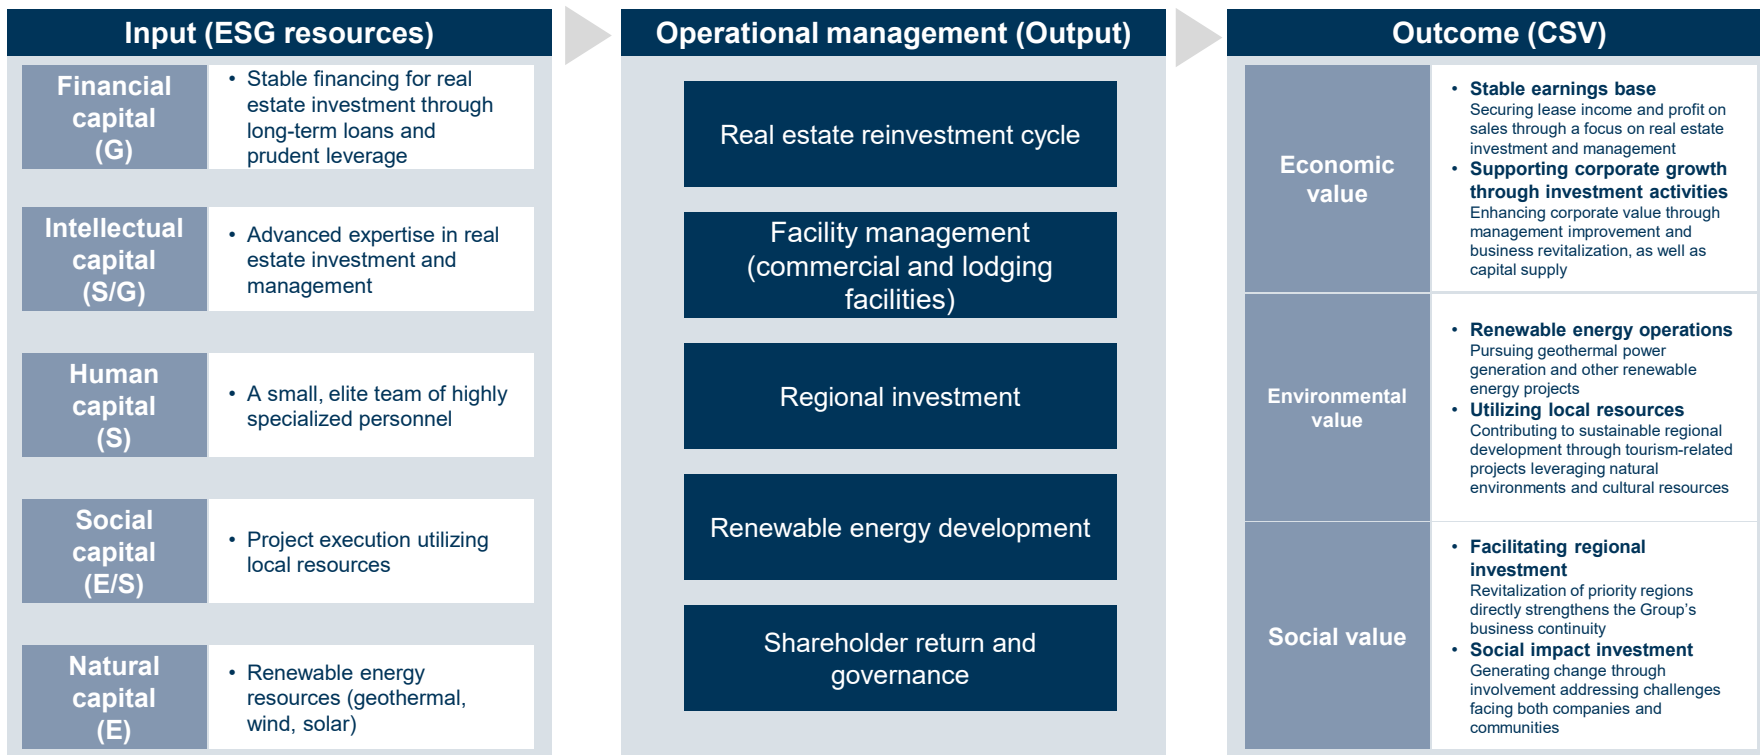 Input (ESG resources)
Financial
capital
(G)
• Stable financing for real
estate investment through
long-term loans and
prudent leverage
Intellectual
capital
(S/G)
• Advanced expertise in real
estate investment and
management
Human
capital
(S)
• A small, elite team of highly
specialized personnel
Social
capital
(E/S)
• Project execution utilizing
local resources
Natural
capital
(E)
• Renewable energy
resources (geothermal,
wind, solar)
Operational management (Output)
Real estate reinvestment cycle
Facility management
(commercial and lodging
facilities)
Regional investment
Renewable energy development
Shareholder return and
governance
Outcome (CSV)
Economic
value
• Stable earnings base
Securing lease income and profit on
sales through a focus on real estate
investment and management
• Supporting corporate growth
through investment activities
Enhancing corporate value through
management improvement and
business revitalization, as well as
capital supply
Environmental
value
• Renewable energy operations
Pursuing geothermal power
generation and other renewable
energy projects
• Utilizing local resources
Contributing to sustainable regional
development through tourism-related
projects leveraging natural
environments and cultural resources
Social value
• Facilitating regional
investment
Revitalization of priority regions
directly strengthens the Group’s
business continuity
• Social impact investment
Generating change through
involvement addressing challenges
facing both companies and
communities